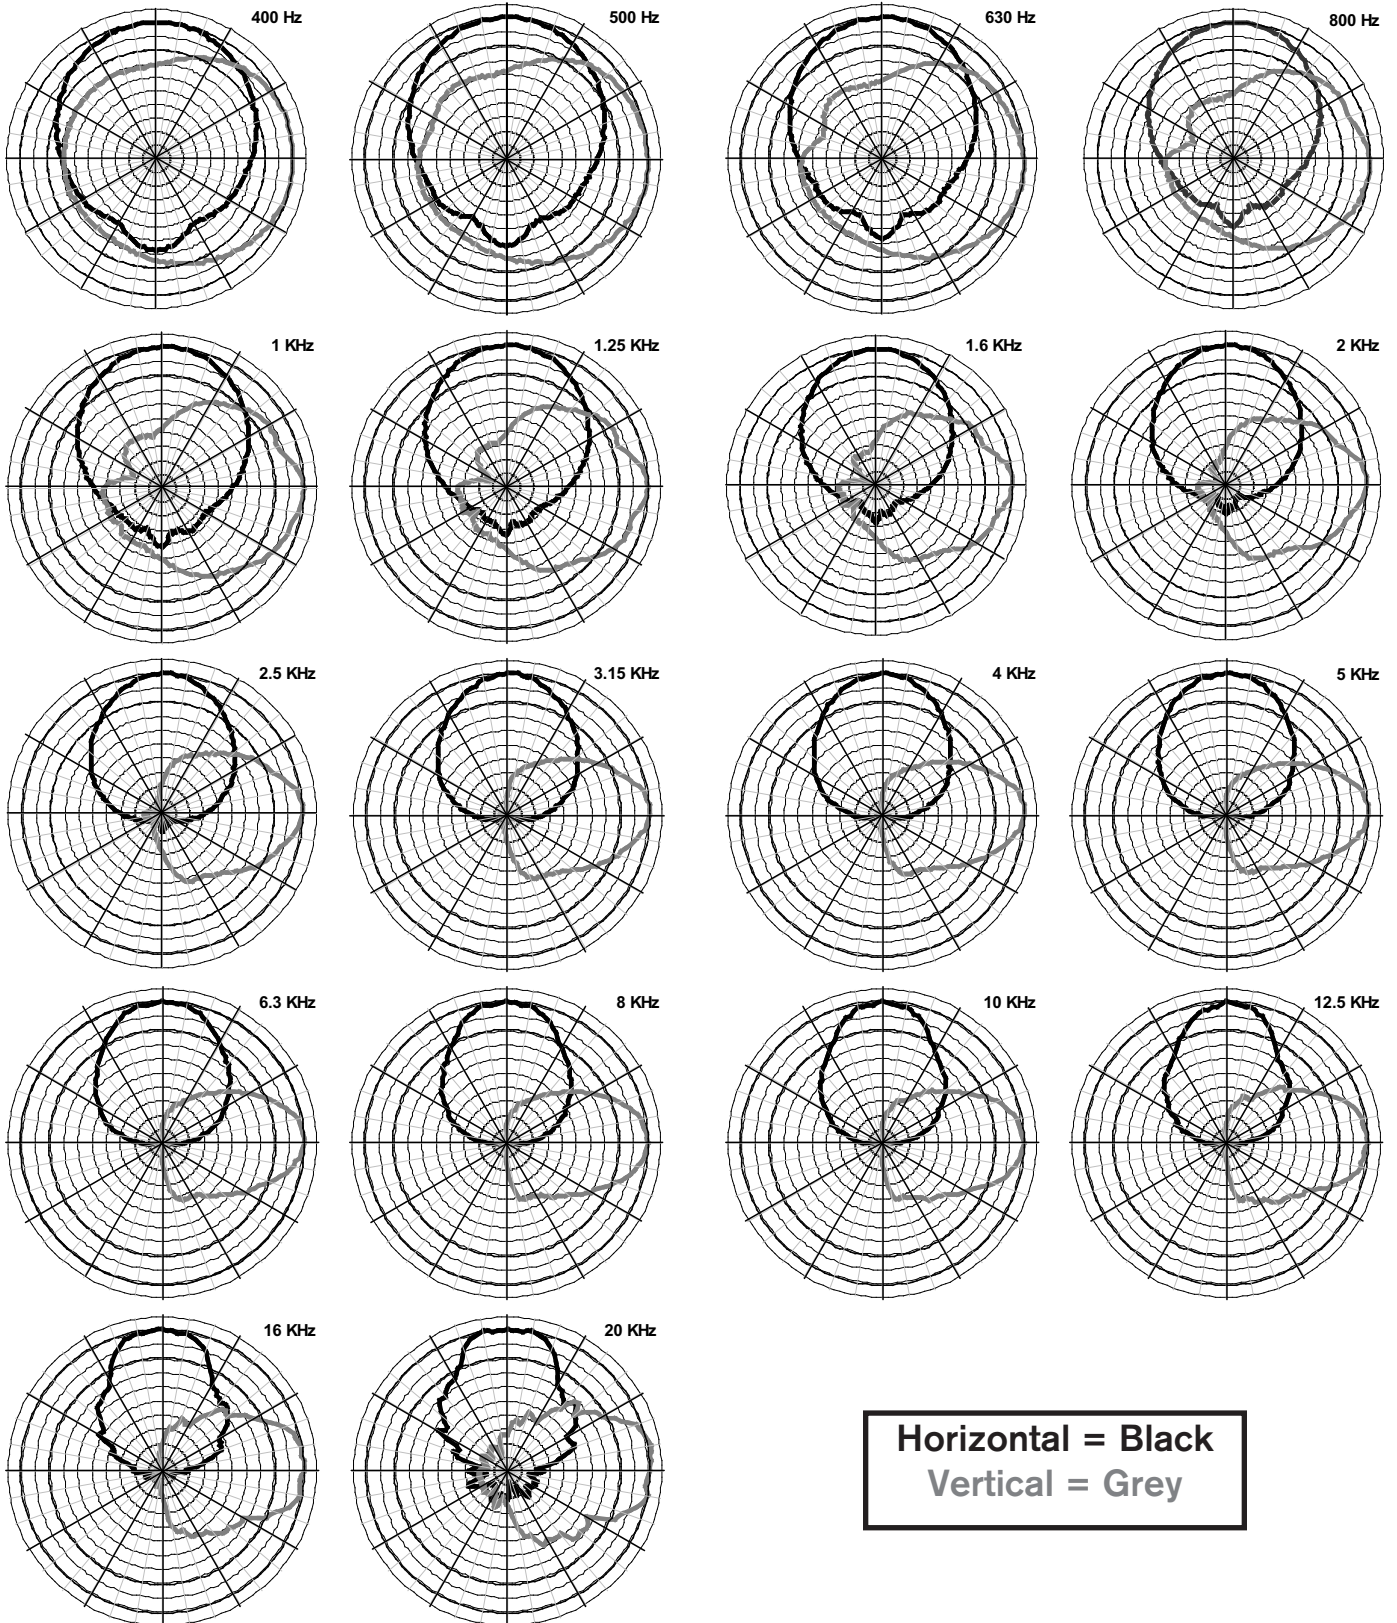 400 Hz
500 Hz
630 Hz
800 Hz
1 KHz
1.25 KHz
1.6 KHz
2 KHz
2.5 KHz
3.15 KHz
4 KHz
5 KHz
6.3 KHz
8 KHz
10 KHz
12.5 KHz
16 KHz
20 KHz
Horizontal = Black
Vertical = Grey